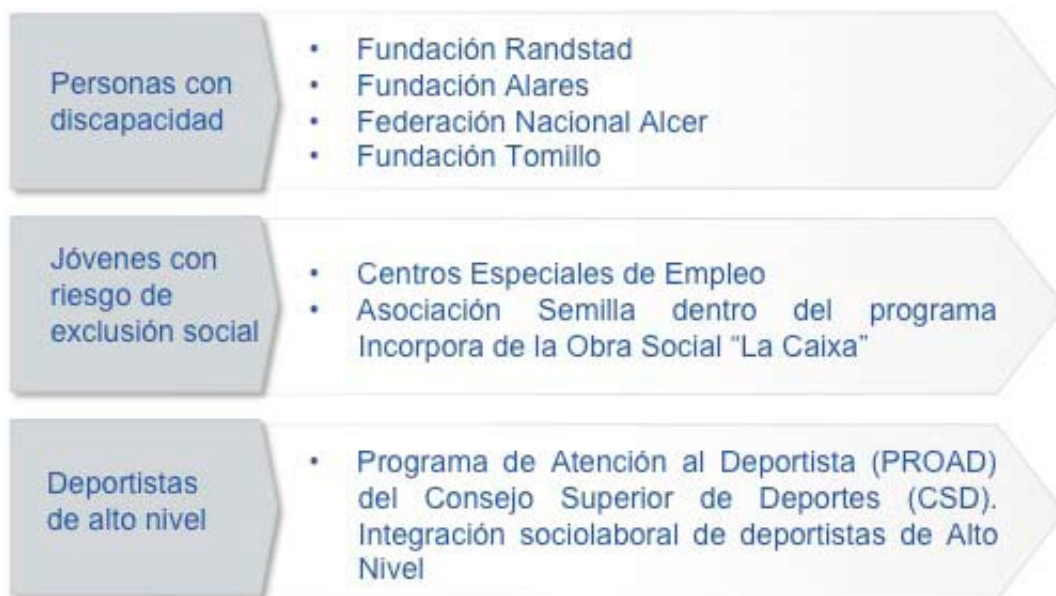 Personas con
discapacidad
• Fundación Randstad
• Fundación Alares
• Federación Nacional Alcer
• Fundación Tomillo
Jóvenes con
riesgo de
exclusión social
• Centros Especiales de Empleo
• Asociación Semilla dentro del programa
Incorpora de la Obra Social “La Caixa”
Deportistas
de alto nivel
• Programa de Atención al Deportista (PROAD)
del Consejo Superior de Deportes (CSD).
Integración sociolaboral de deportistas de Alto
Nivel